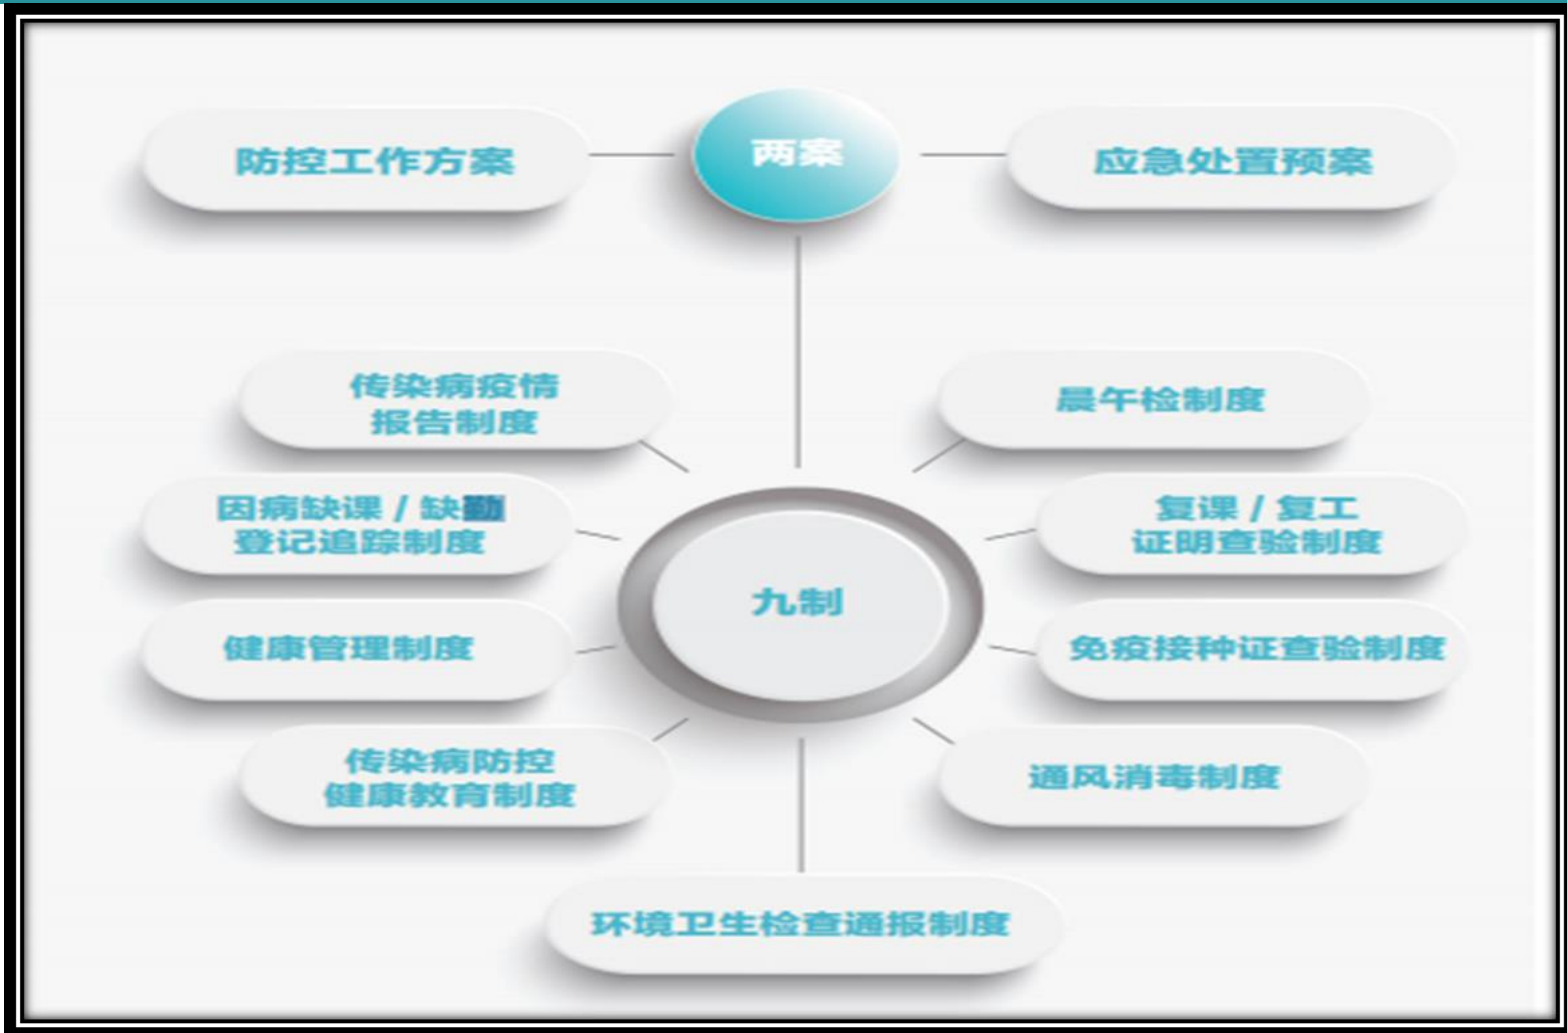 防控工作方案
两案
应急处置预案
传染病疫情
报告制度
晨午检制度
因病缺课 / 缺勤
登记追踪制度
复课 / 复工
证明查验制度
九制
健康管理制度
免疫接种证查验制度
传染病防控
健康教育制度
通风消毒制度
环境卫生检查通报制度